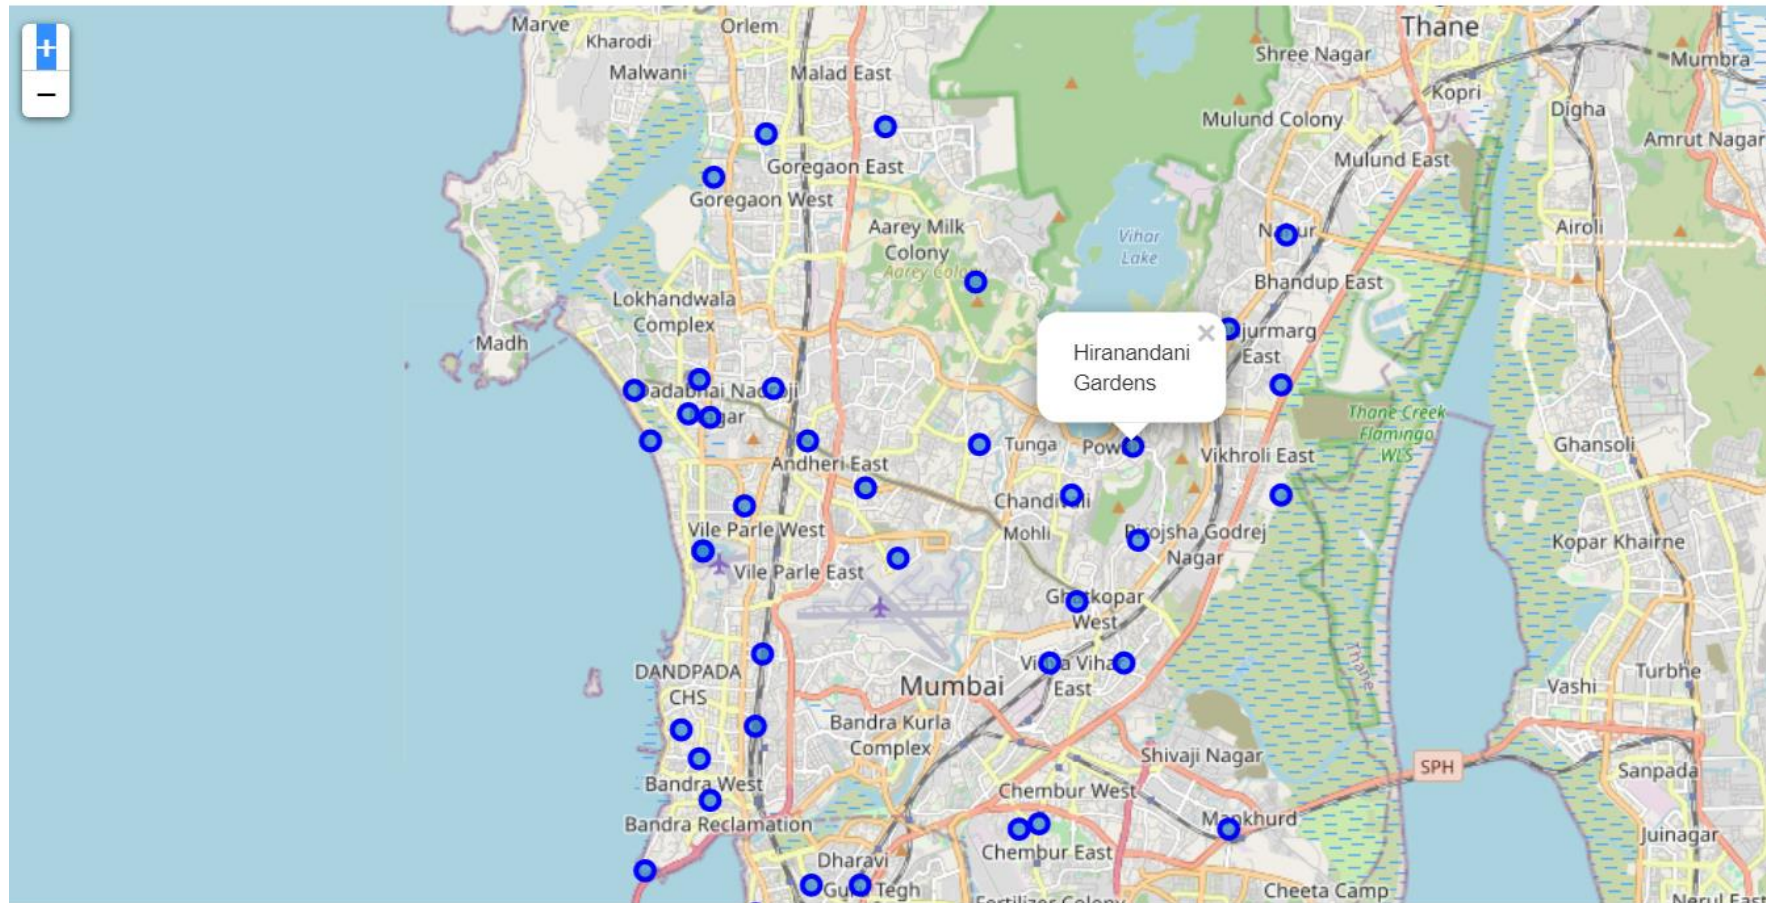 Marve
Orlem
Kharodi
Malwani
Malad East
Thane
Shree Nagar
Mumbra
Kopri
Digha
Mulund Colony
Amrut Nagar
Mulund East
Goregaon East
Goregaon West
Aarey Milk
Colony
Vihar
Lake
Airoli
Bhandup East
Lokhandwala
Complex
Madh
East
Hiranandani
Gardens
×
+
−
Thane Creek
Flamingo
WLS
Ghansoli
Tunga
Vikhroli East
Andheri East
Mohli
Vile Parle West
Nagar
Kopar Khairne
Vile Parle East
West
DANDPADA
CHS
Mumbai
East
Thane
Vashi
Turbhe
Bandra Kurla
Complex
Shivaji Nagar
SPH
Sanpada
Bandra West
Chembur West
Bandra Reclamation
Juinagar
Dharavi
Chembur East
Tegh
Cheeta Camp